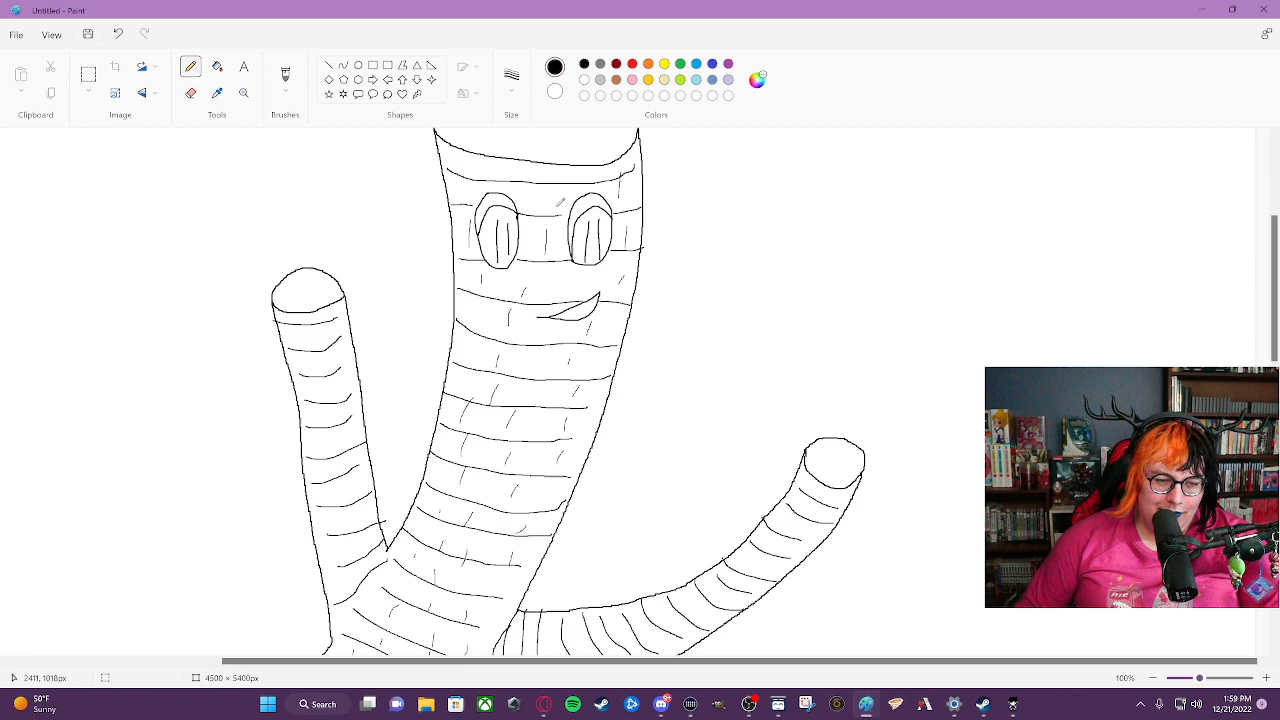 Untitled - Paint
File View
Clipboard Image Tools Brushes Shapes Size Colors
2411, 1018px 4500 × 5400px 100%
50°F
Sunny
Search
1:59 PM
12/21/2022